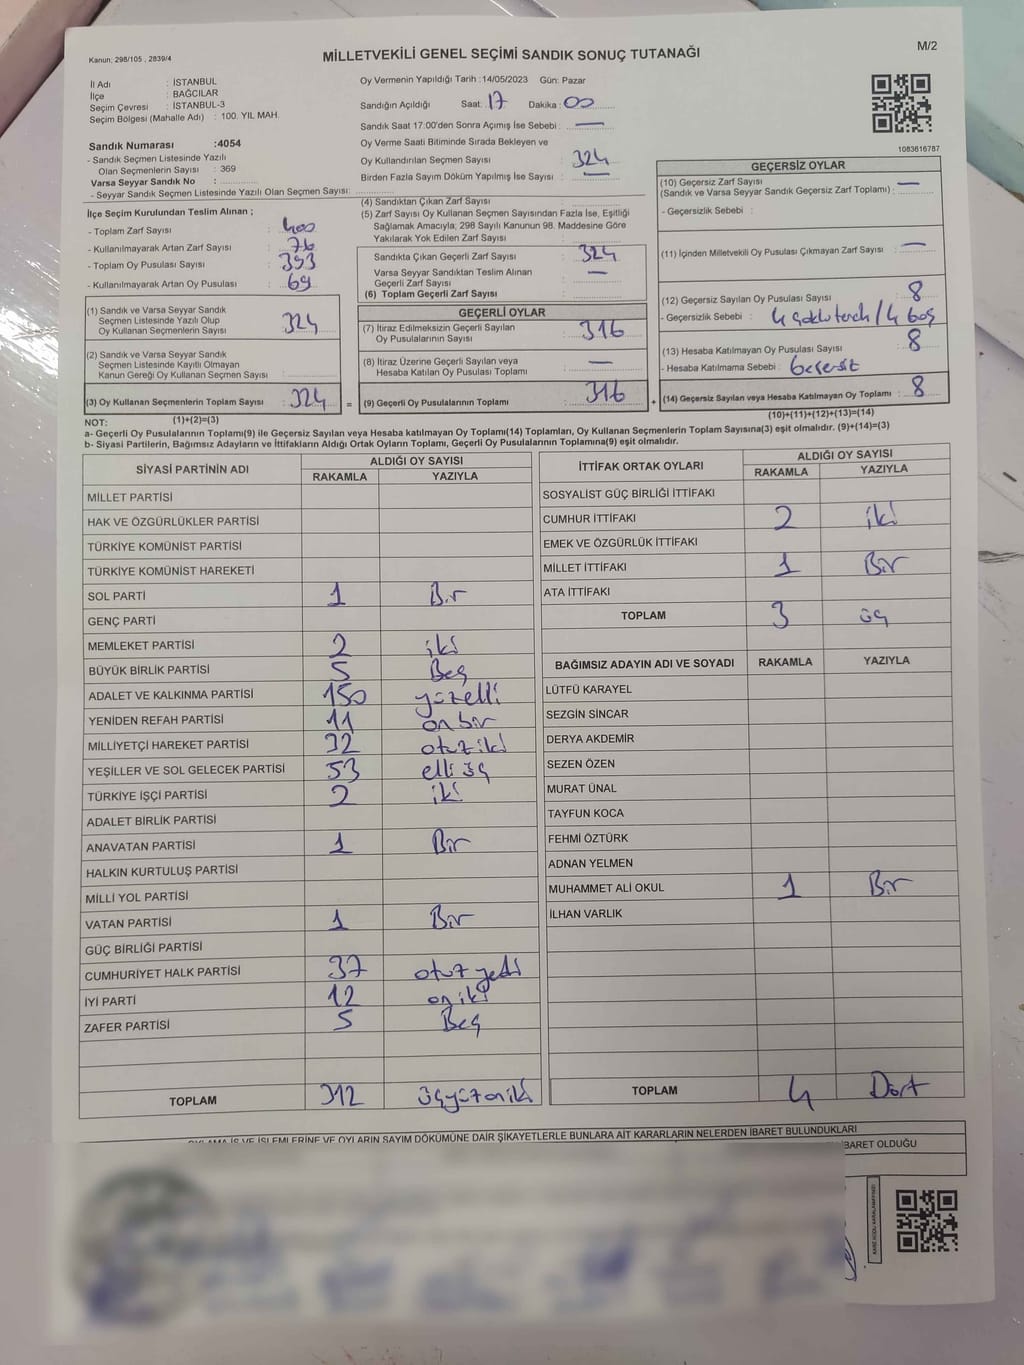 Kanun: 298/105 , 2839/4
MİLLETVEKİLİ GENEL SEÇİMİ SANDIK SONUÇ TUTANAĞI
M/2
İl Adı : İSTANBUL
İlçe : BAĞCILAR
Seçim Çevresi : İSTANBUL-3
Seçim Bölgesi (Mahalle Adı) : 100. YIL MAH.
Oy Vermenin Yapıldığı Tarih :14/05/2023 Gün: Pazar
Sandığın Açıldığı Saat: 17 Dakika : 00
Sandık Saat 17:00'den Sonra Açımış İse Sebebi : —
Oy Verme Saati Bitiminde Sırada Bekleyen ve
Oy Kullandırılan Seçmen Sayısı : 324
Birden Fazla Sayım Döküm Yapılmış İse Sayısı : —
1083616787
Sandık Numarası :4054
- Sandık Seçmen Listesinde Yazılı
Olan Seçmenlerin Sayısı : 369
Varsa Seyyar Sandık No :
- Seyyar Sandık Seçmen Listesinde Yazılı Olan Seçmen Sayısı:
İlçe Seçim Kurulundan Teslim Alınan ;
- Toplam Zarf Sayısı : 400
- Kullanılmayarak Artan Zarf Sayısı : 76
- Toplam Oy Pusulası Sayısı : 393
- Kullanılmayarak Artan Oy Pusulası : 69
(1) Sandık ve Varsa Seyyar Sandık
Seçmen Listesinde Yazılı Olup
Oy Kullanan Seçmenlerin Sayısı : 324
(2) Sandık ve Varsa Seyyar Sandık
Seçmen Listesinde Kayıtlı Olmayan
Kanun Gereği Oy Kullanan Seçmen Sayısı :
(3) Oy Kullanan Seçmenlerin Toplam Sayısı : 324 =
(1)+(2)=(3)
(4) Sandıktan Çıkan Zarf Sayısı :
(5) Zarf Sayısı Oy Kullanan Seçmen Sayısından Fazla İse, Eşitliği
Sağlamak Amacıyla; 298 Sayılı Kanunun 98. Maddesine Göre
Yakılarak Yok Edilen Zarf Sayısı :
Sandıkta Çıkan Geçerli Zarf Sayısı : 324
Varsa Seyyar Sandıktan Teslim Alınan
Geçerli Zarf Sayısı : —
(6) Toplam Geçerli Zarf Sayısı :
GEÇERLİ OYLAR
(7) İtiraz Edilmeksizin Geçerli Sayılan
Oy Pusulalarının Sayısı : 316
(8) İtiraz Üzerine Geçerli Sayılan veya
Hesaba Katılan Oy Pusulası Toplamı : —
(9) Geçerli Oy Pusulalarının Toplamı : 316 +
GEÇERSİZ OYLAR
(10) Geçersiz Zarf Sayısı : —
(Sandık ve Varsa Seyyar Sandık Geçersiz Zarf Toplamı) :
- Geçersizlik Sebebi :
(11) İçinden Milletvekili Oy Pusulası Çıkmayan Zarf Sayısı : —
(12) Geçersiz Sayılan Oy Pusulası Sayısı : 8
- Geçersizlik Sebebi : 4 çoklu tercih / 4 boş
(13) Hesaba Katılmayan Oy Pusulası Sayısı : 8
- Hesaba Katılmama Sebebi : Geçersiz
(14) Geçersiz Sayılan veya Hesaba Katılmayan Oy Toplamı : 8
(10)+(11)+(12)+(13)=(14)
NOT:
a- Geçerli Oy Pusulalarının Toplamı(9) ile Geçersiz Sayılan veya Hesaba katılmayan Oy Toplamı(14) Toplamları, Oy Kullanan Seçmenlerin Toplam Sayısına(3) eşit olmalıdır. (9)+(14)=(3)
b- Siyasi Partilerin, Bağımsız Adayların ve İttifakların Aldığı Ortak Oyların Toplamı, Geçerli Oy Pusulalarının Toplamına(9) eşit olmalıdır.
SİYASİ PARTİNİN ADI ALDIĞI OY SAYISI
RAKAMLA YAZIYLA
MİLLET PARTİSİ
HAK VE ÖZGÜRLÜKLER PARTİSİ
TÜRKİYE KOMÜNİST PARTİSİ
TÜRKİYE KOMÜNİST HAREKETİ
SOL PARTİ 1 Bir
GENÇ PARTİ
MEMLEKET PARTİSİ 2 iki
BÜYÜK BİRLİK PARTİSİ 5 Beş
ADALET VE KALKINMA PARTİSİ 150 yüzelli
YENİDEN REFAH PARTİSİ 11 on bir
MİLLİYETÇİ HAREKET PARTİSİ 32 otuz iki
YEŞİLLER VE SOL GELECEK PARTİSİ 53 elli üç
TÜRKİYE İŞÇİ PARTİSİ 2 iki
ADALET BİRLİK PARTİSİ
ANAVATAN PARTİSİ 1 Bir
HALKIN KURTULUŞ PARTİSİ
MİLLİ YOL PARTİSİ
VATAN PARTİSİ 1 Bir
GÜÇ BİRLİĞİ PARTİSİ
CUMHURİYET HALK PARTİSİ 37 otuz yedi
İYİ PARTİ 12 on iki
ZAFER PARTİSİ 5 Beş
TOPLAM 312 üçyüzoniki
İTTİFAK ORTAK OYLARI ALDIĞI OY SAYISI
RAKAMLA YAZIYLA
SOSYALİST GÜÇ BİRLİĞİ İTTİFAKI
CUMHUR İTTİFAKI 2 iki
EMEK VE ÖZGÜRLÜK İTTİFAKI
MİLLET İTTİFAKI 1 Bir
ATA İTTİFAKI
TOPLAM 3 üç
BAĞIMSIZ ADAYIN ADI VE SOYADI RAKAMLA YAZIYLA
LÜTFÜ KARAYEL
SEZGİN SİNCAR
DERYA AKDEMİR
SEZEN ÖZEN
MURAT ÜNAL
TAYFUN KOCA
FEHMİ ÖZTÜRK
ADNAN YELMEN
MUHAMMET ALİ OKUL 1 Bir
İLHAN VARLIK
TOPLAM 4 Dört
İŞ VE İŞLEMLERİNE VE OYLARIN SAYIM DÖKÜMÜNE DAİR ŞİKAYETLERLE BUNLARA AİT KARARLARIN NELERDEN İBARET BULUNDUKLARI
İBARET OLDUĞU